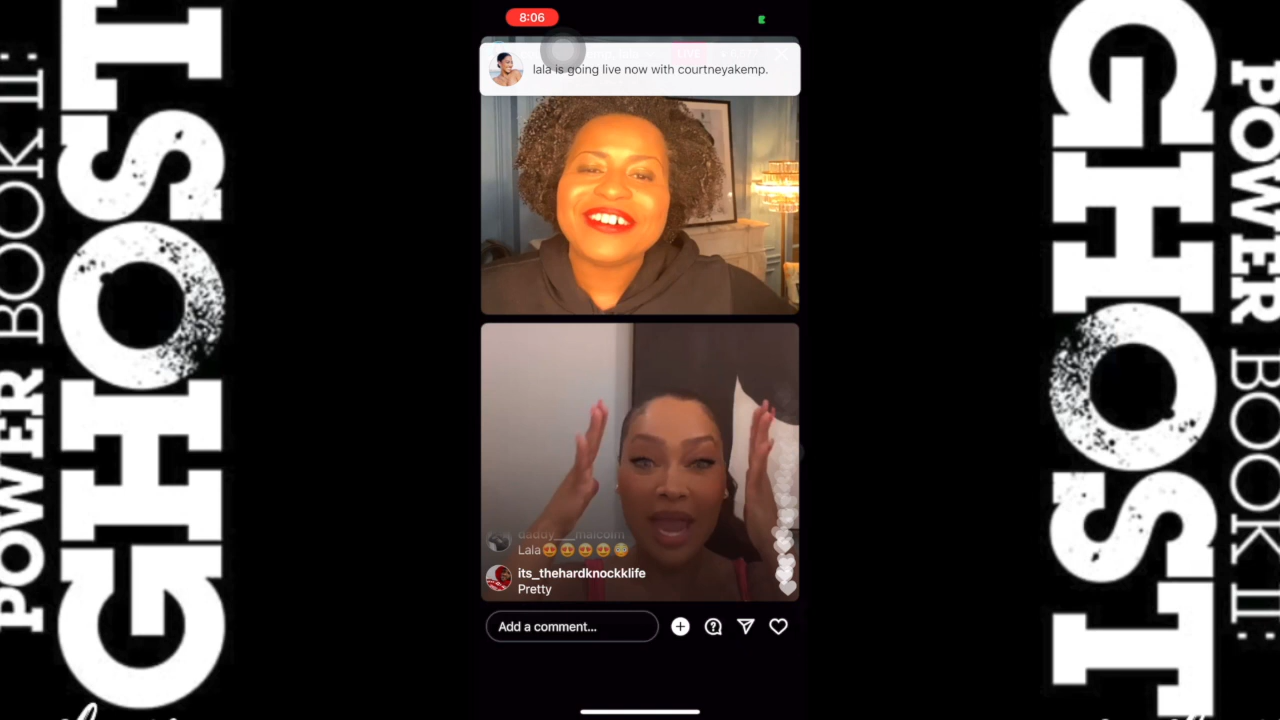 POWER BOOK II:
GHOST
8:06
lala is going live now with courtneyakemp.
daddy___malcolm
Lala😍😍😍😍😍
its_thehardknockklife
Pretty
Add a comment...
GHOST
POWER BOOK II: